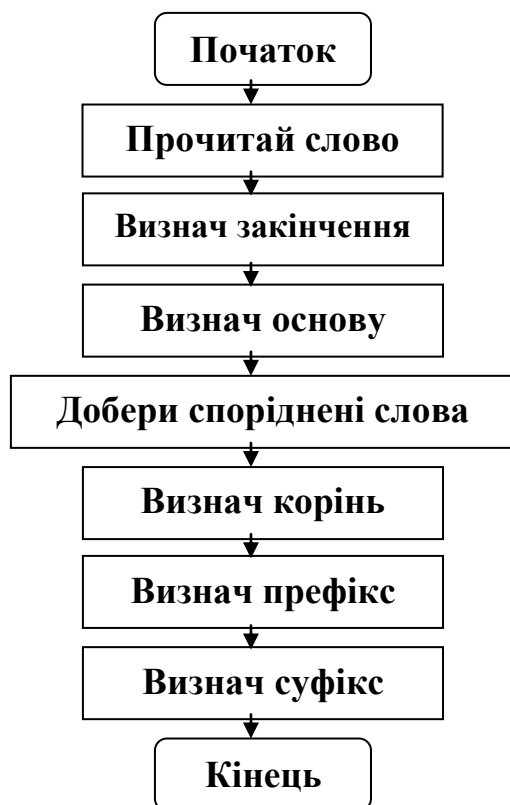 Початок
Прочитай слово
Визнач закінчення
Визнач основу
Добери споріднені слова
Визнач корінь
Визнач префікс
Визнач суфікс
Кінець